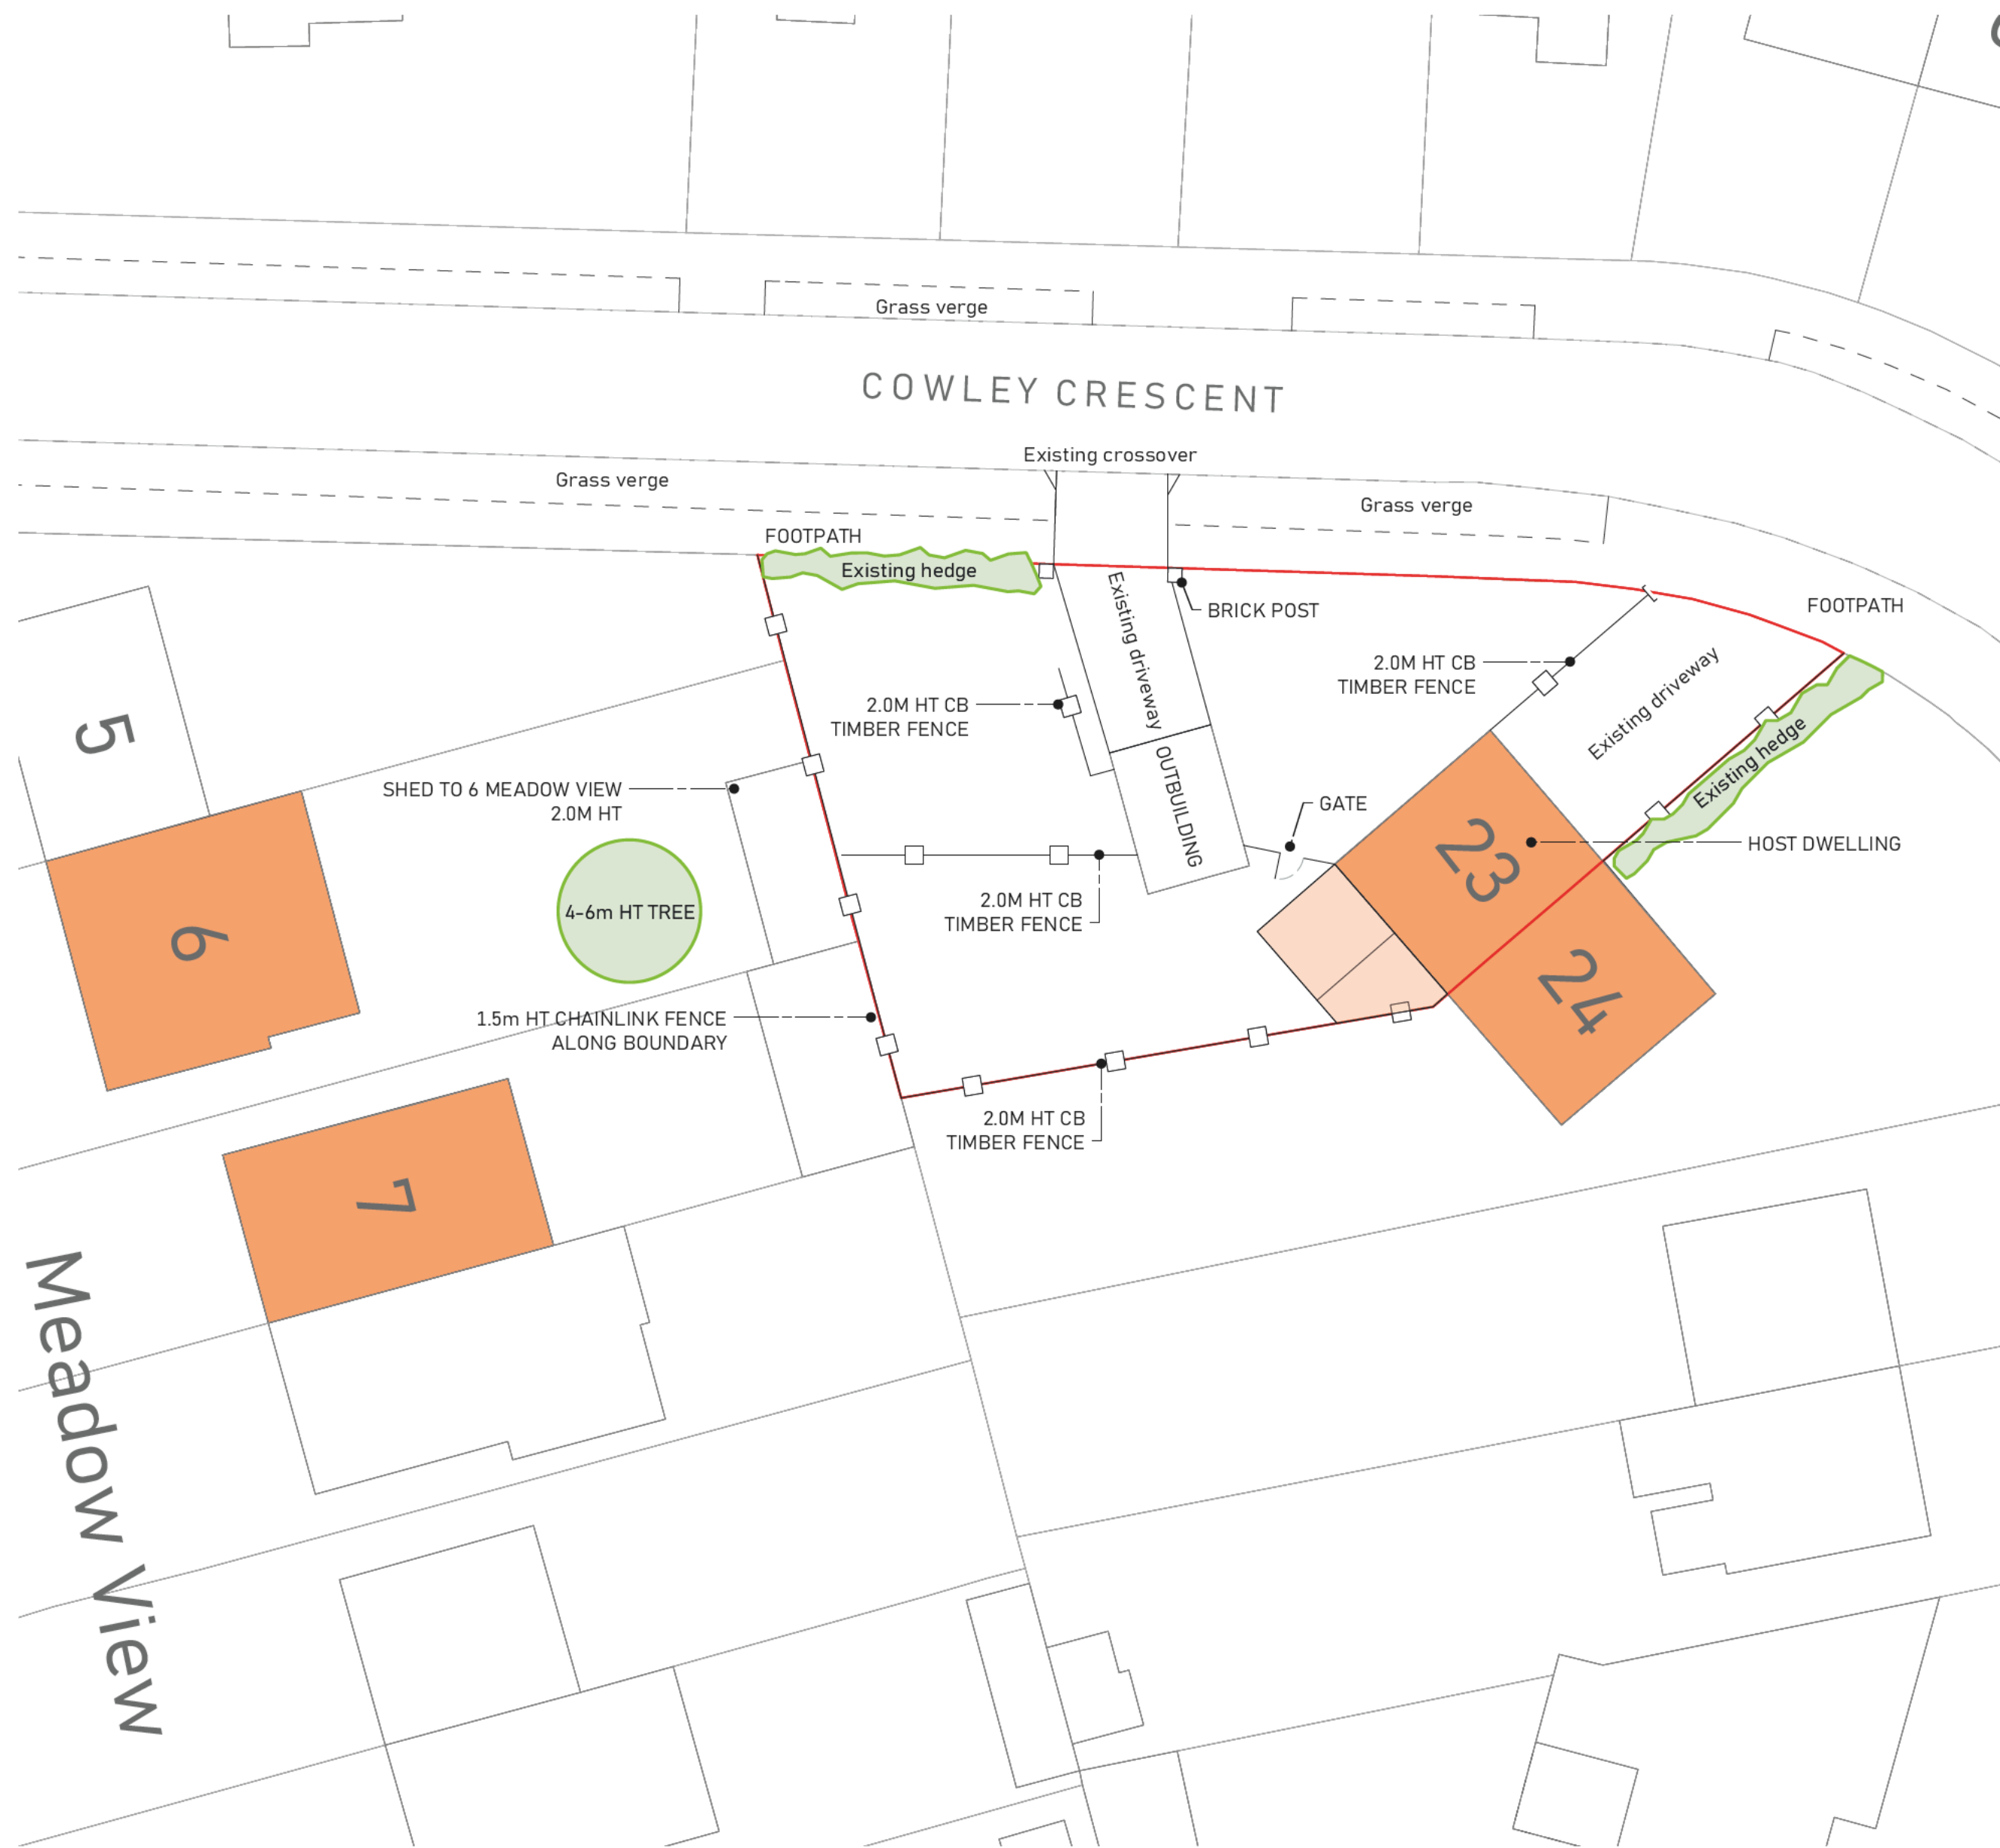 Grass verge
COWLEY CRESCENT
Existing crossover
Grass verge
Grass verge
FOOTPATH
Existing hedge
Existing driveway
BRICK POST
FOOTPATH
2.0M HT CB
TIMBER FENCE
Existing driveway
2.0M HT CB
TIMBER FENCE
5
Existing hedge
SHED TO 6 MEADOW VIEW
2.0M HT
OUTBUILDING
GATE
23
HOST DWELLING
4-6m HT TREE
6
2.0M HT CB
TIMBER FENCE
24
1.5m HT CHAINLINK FENCE
ALONG BOUNDARY
2.0M HT CB
TIMBER FENCE
7
Meadow View